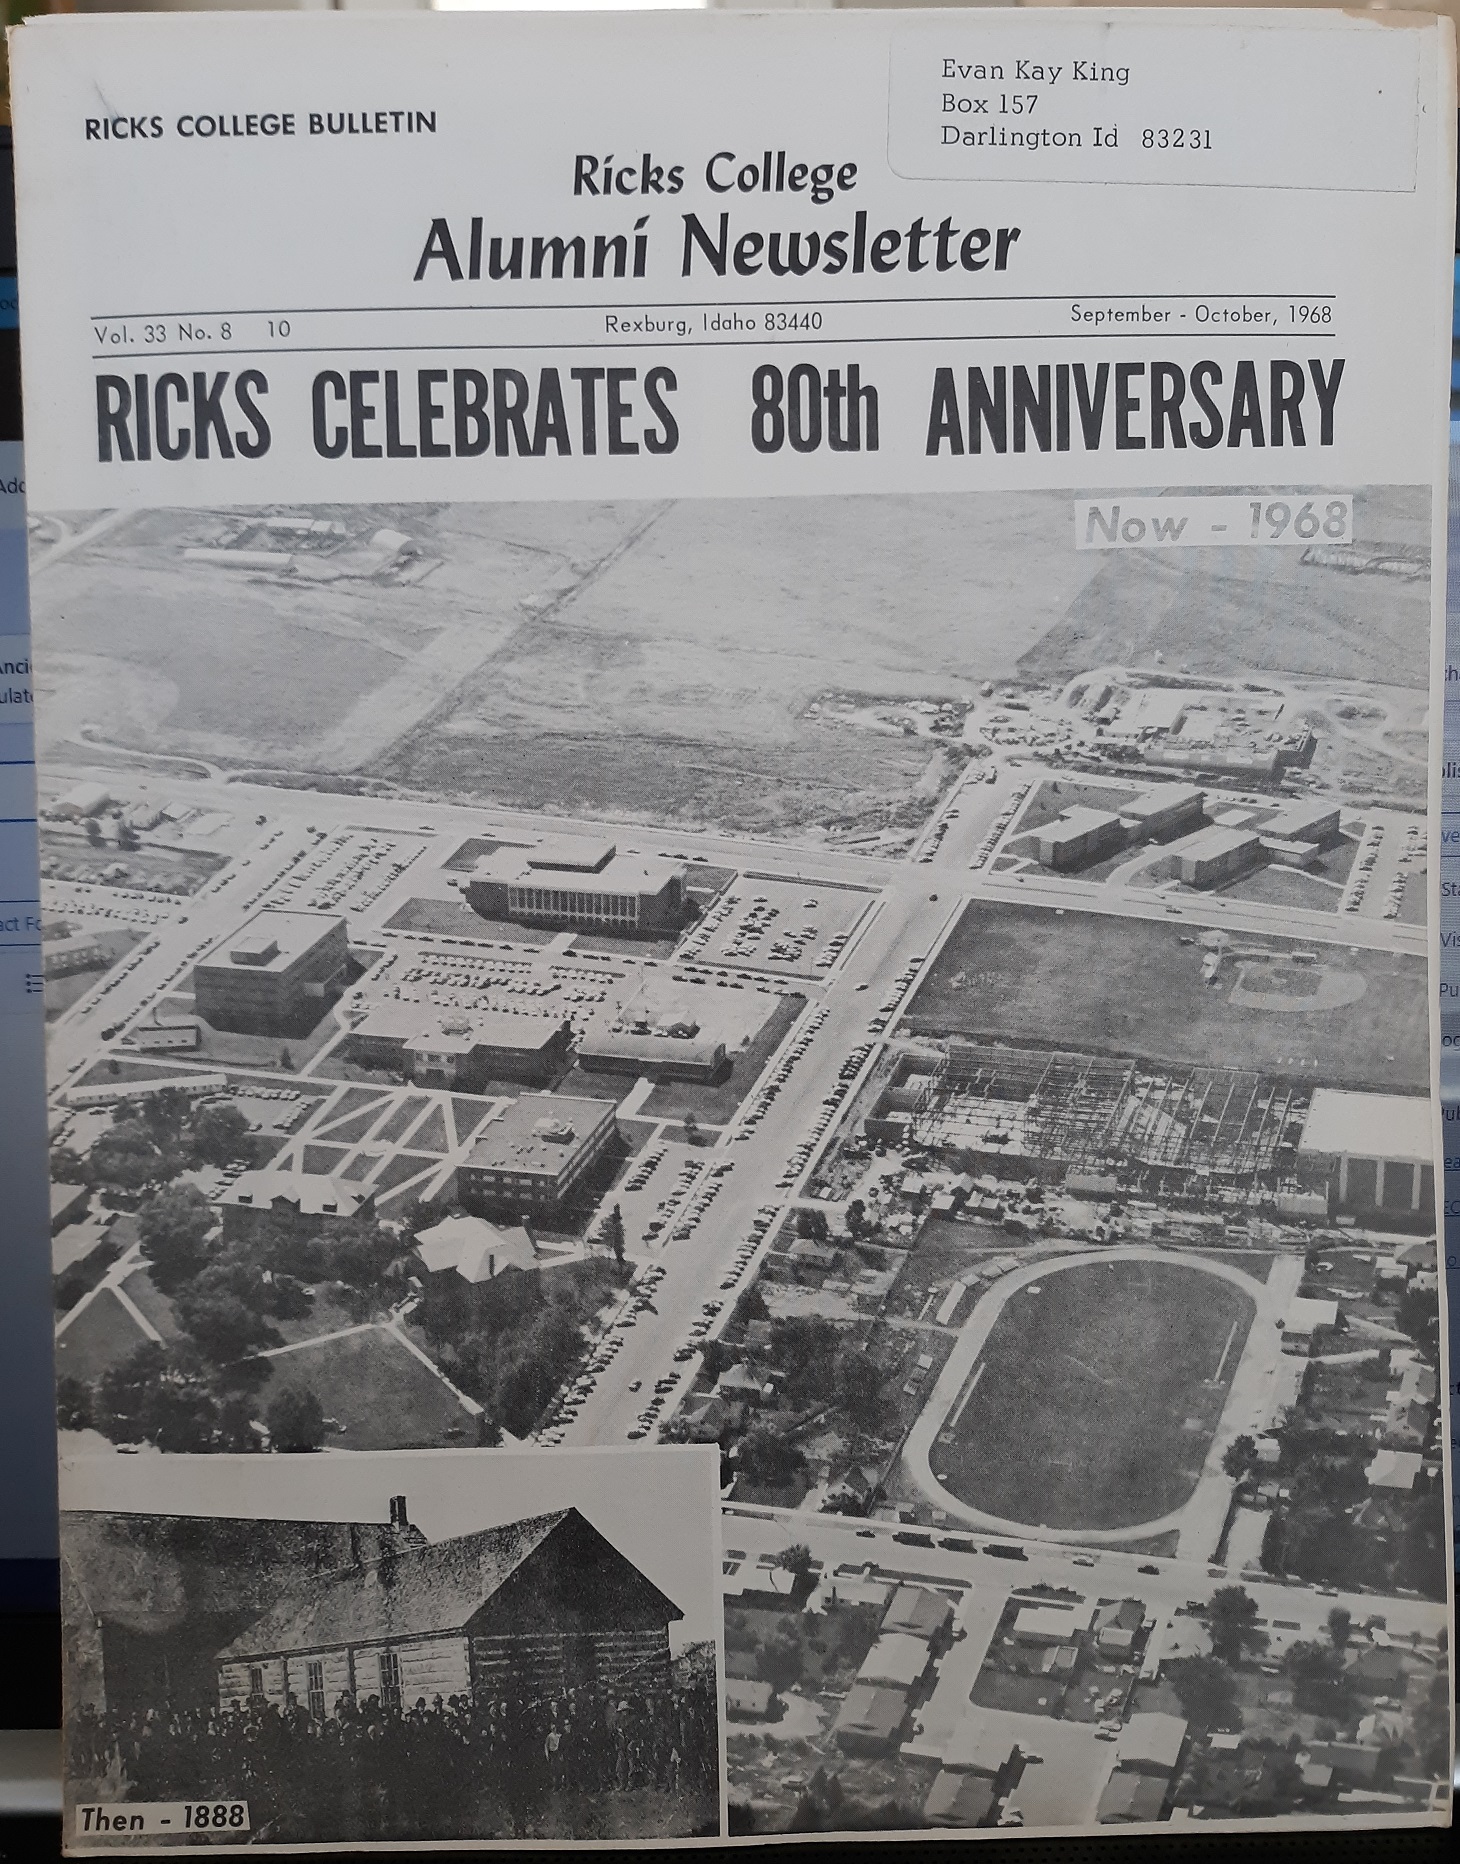 Evan Kay King
Box 157
Darlington Id 83231
RICKS COLLEGE BULLETIN
Ricks College
Alumni Newsletter
Vol. 33 No. 8 10 Rexburg, Idaho 83440 September - October, 1968
RICKS CELEBRATES 80th ANNIVERSARY
Now - 1968
Then - 1888